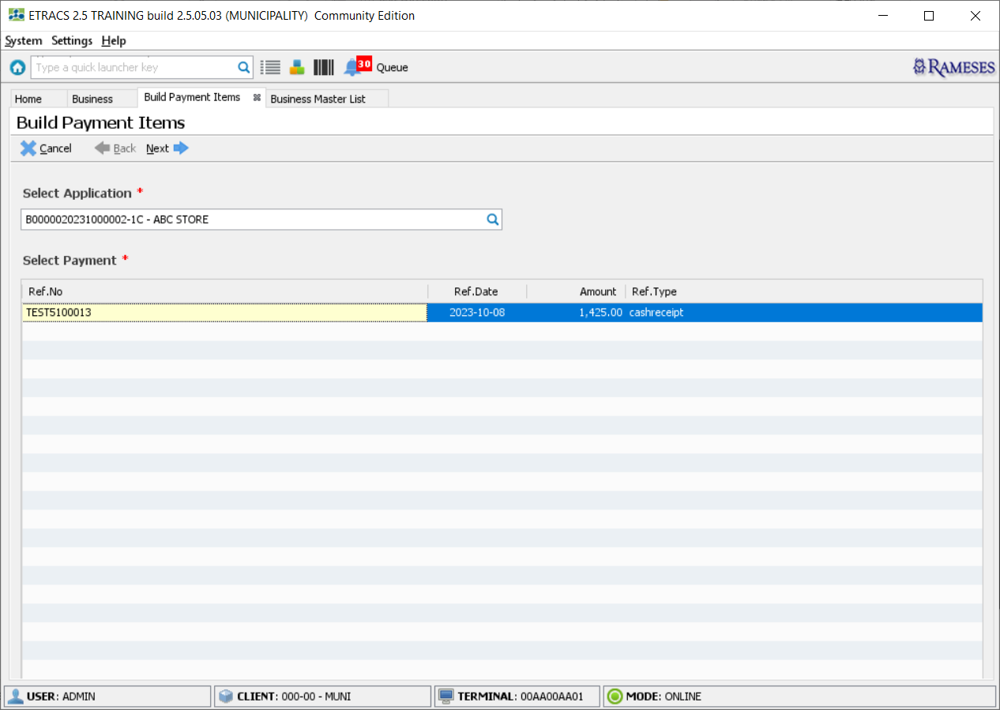 ETRACS 2.5 TRAINING build 2.5.05.03 (MUNICIPALITY)  Community Edition
System Settings Help
Type a quick launcher key 30 Queue RAMESES
Home Business Build Payment Items Business Master List
Build Payment Items
Cancel Back Next
Select Application *
B0000020231000002-1C - ABC STORE
Select Payment *
Ref.No Ref.Date Amount Ref.Type
TEST5100013 2023-10-08 1,425.00 cashreceipt
USER: ADMIN CLIENT: 000-00 - MUNI TERMINAL: 00AA00AA01 MODE: ONLINE